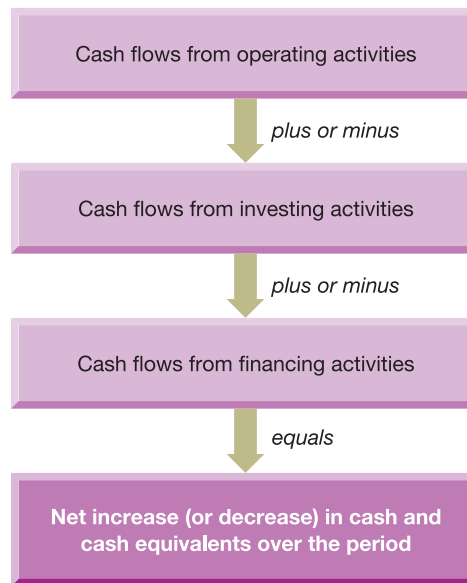 Cash flows from operating activities
plus or minus
Cash flows from investing activities
plus or minus
Cash flows from financing activities
equals
Net increase (or decrease) in cash and
cash equivalents over the period